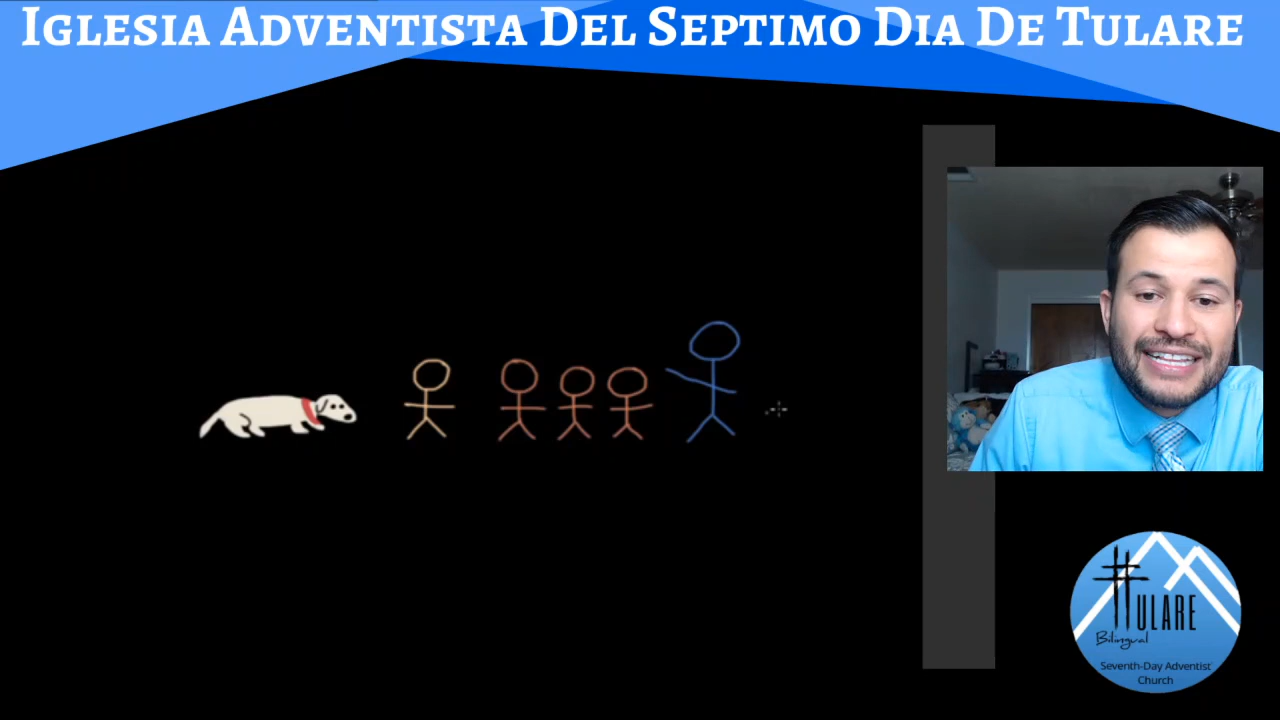 IGLESIA ADVENTISTA DEL SEPTIMO DIA DE TULARE
TULARE
Bilingual
Seventh-Day Adventist
Church